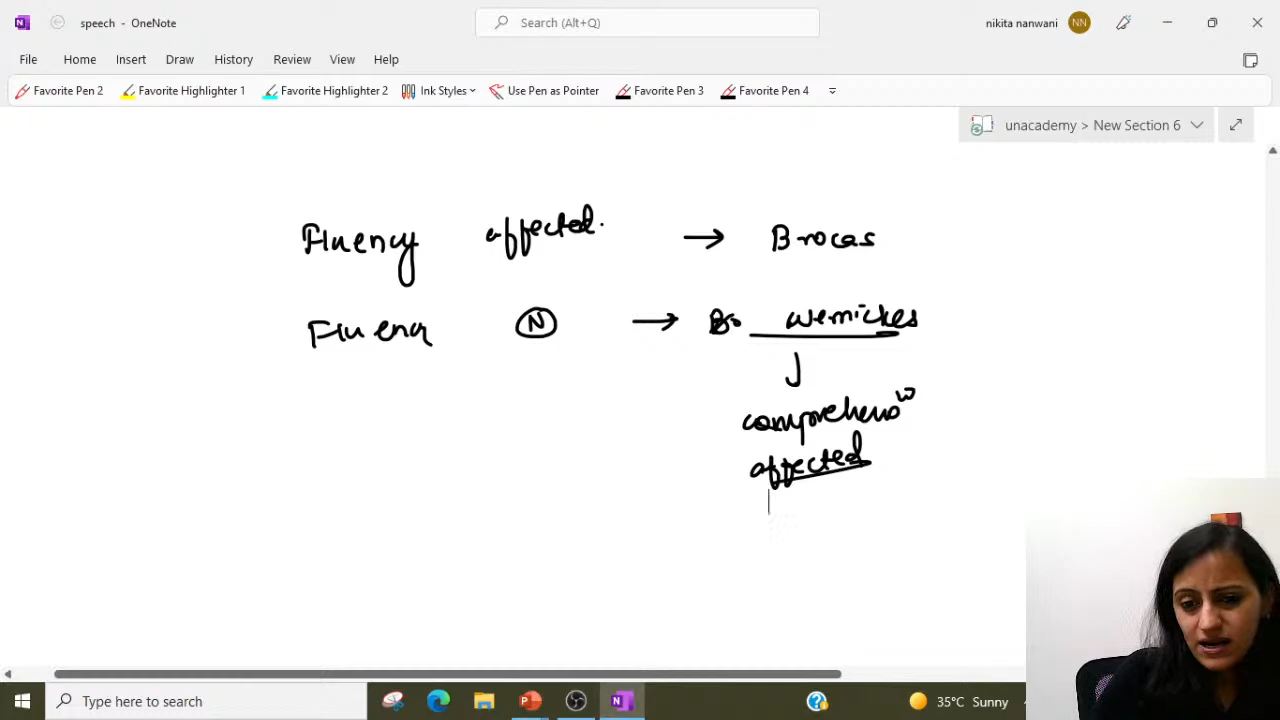 speech - OneNote
Search (Alt+Q)
nikita nanwani NN
File Home Insert Draw History Review View Help
Favorite Pen 2 Favorite Highlighter 1 Favorite Highlighter 2 Ink Styles Use Pen as Pointer Favorite Pen 3 Favorite Pen 4
unacademy > New Section 6
Fluency affected. → Brocas
N → wernickes
affected
Type here to search
35°C Sunny